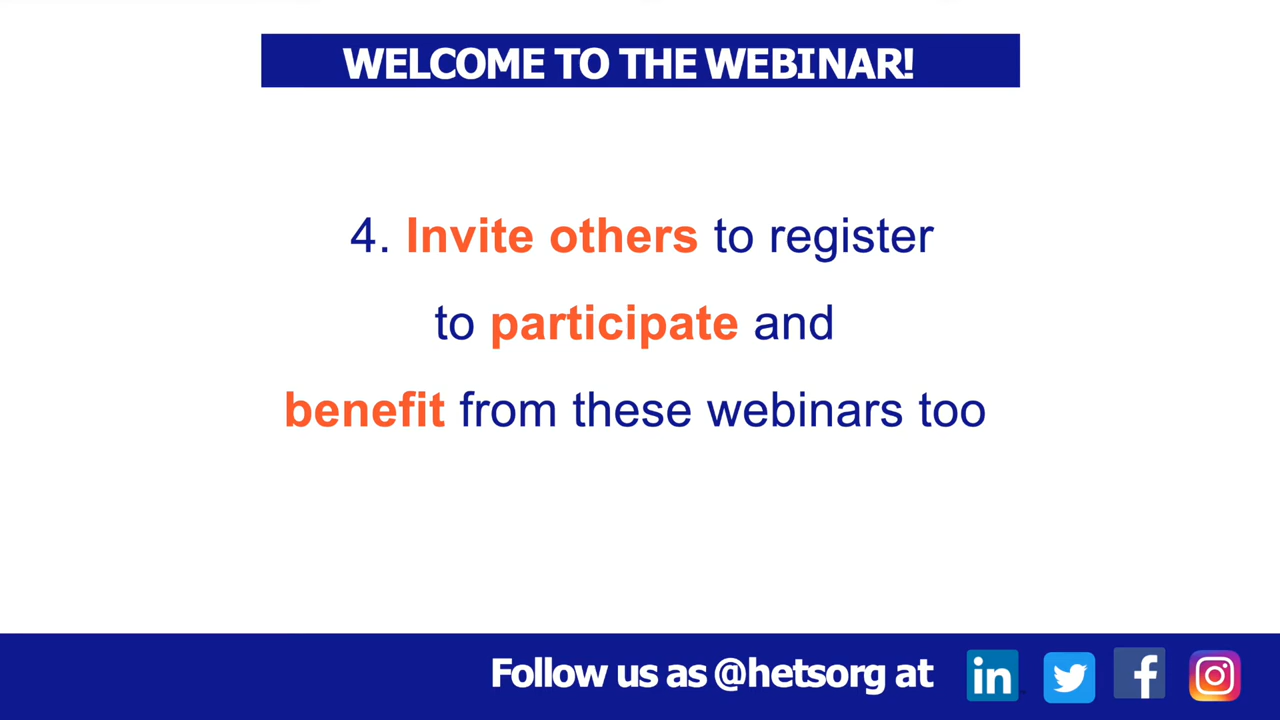 WELCOME TO THE WEBINAR!
4. Invite others to register
to participate and
benefit from these webinars too
Follow us as @hetsorg at